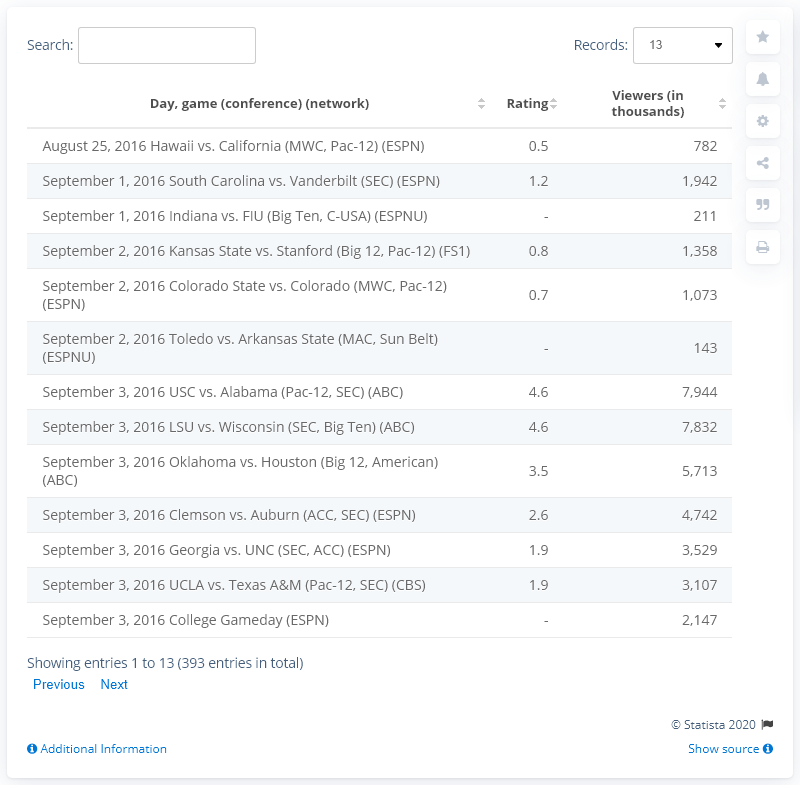 Search:
Records: 13
Day, game (conference) (network) Rating Viewers (in
thousands)
August 25, 2016 Hawaii vs. California (MWC, Pac-12) (ESPN) 0.5 782
September 1, 2016 South Carolina vs. Vanderbilt (SEC) (ESPN) 1.2 1,942
September 1, 2016 Indiana vs. FIU (Big Ten, C-USA) (ESPNU) - 211
September 2, 2016 Kansas State vs. Stanford (Big 12, Pac-12) (FS1) 0.8 1,358
September 2, 2016 Colorado State vs. Colorado (MWC, Pac-12)
(ESPN) 0.7 1,073
September 2, 2016 Toledo vs. Arkansas State (MAC, Sun Belt)
(ESPNU) - 143
September 3, 2016 USC vs. Alabama (Pac-12, SEC) (ABC) 4.6 7,944
September 3, 2016 LSU vs. Wisconsin (SEC, Big Ten) (ABC) 4.6 7,832
September 3, 2016 Oklahoma vs. Houston (Big 12, American)
(ABC) 3.5 5,713
September 3, 2016 Clemson vs. Auburn (ACC, SEC) (ESPN) 2.6 4,742
September 3, 2016 Georgia vs. UNC (SEC, ACC) (ESPN) 1.9 3,529
September 3, 2016 UCLA vs. Texas A&M (Pac-12, SEC) (CBS) 1.9 3,107
September 3, 2016 College Gameday (ESPN) - 2,147
Showing entries 1 to 13 (393 entries in total)
Previous Next
© Statista 2020
Additional Information
Show source